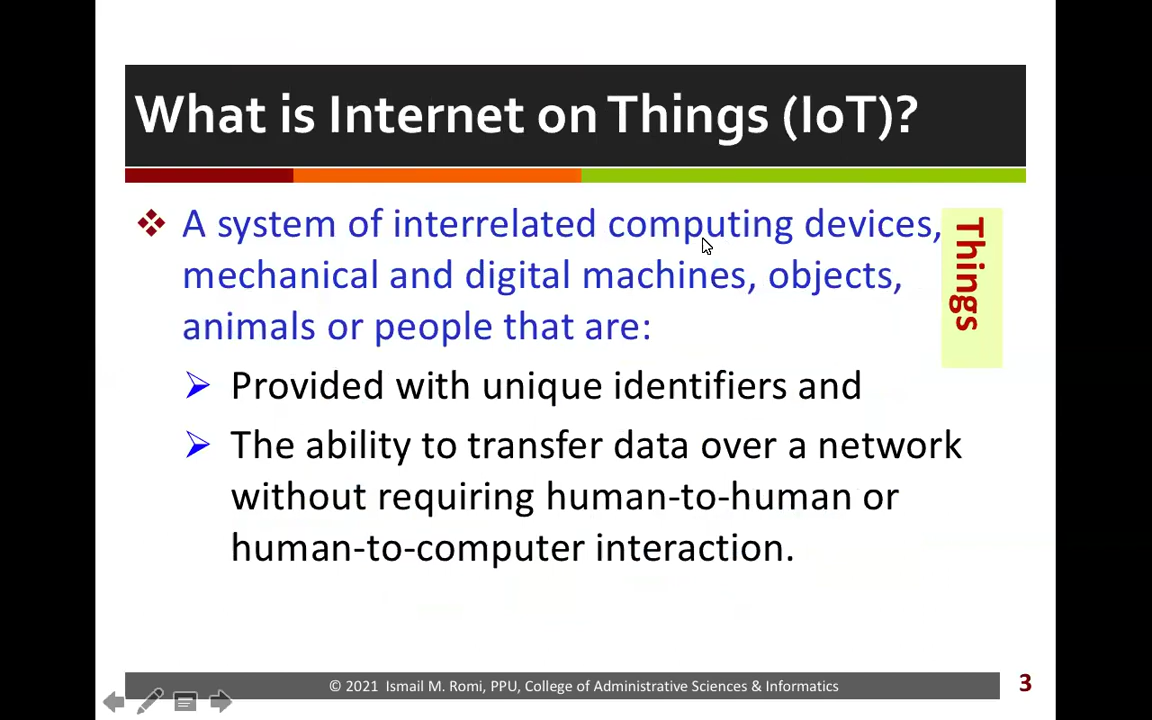 What is Internet on Things (IoT)?
A system of interrelated computing devices,
mechanical and digital machines, objects,
animals or people that are:
Things
Provided with unique identifiers and
The ability to transfer data over a network
without requiring human-to-human or
human-to-computer interaction.
© 2021 Ismail M. Romi, PPU, College of Administrative Sciences & Informatics
3